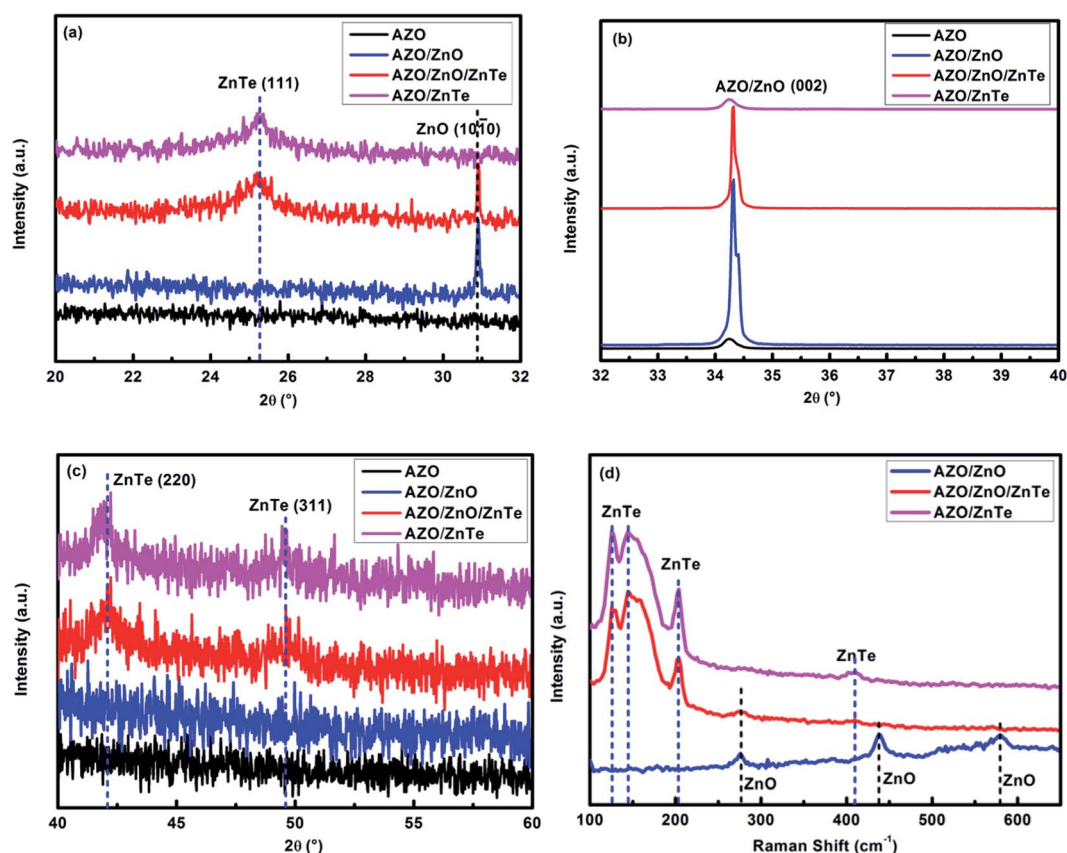 (a)
AZO
AZO/ZnO
AZO/ZnO/ZnTe
AZO/ZnTe
ZnTe (111)
ZnO (101̅0)
Intensity (a.u.)
20 22 24 26 28 30 32
2θ (°)
(b)
AZO
AZO/ZnO
AZO/ZnO/ZnTe
AZO/ZnTe
AZO/ZnO (002)
Intensity (a.u.)
32 33 34 35 36 37 38 39 40
2θ (°)
(c)
AZO
AZO/ZnO
AZO/ZnO/ZnTe
AZO/ZnTe
ZnTe (220)
ZnTe (311)
Intensity (a.u.)
40 45 50 55 60
2θ (°)
(d)
AZO/ZnO
AZO/ZnO/ZnTe
AZO/ZnTe
ZnTe
ZnTe
ZnTe
ZnO
ZnO
ZnO
Intensity (a.u.)
100 200 300 400 500 600
Raman Shift (cm⁻¹)